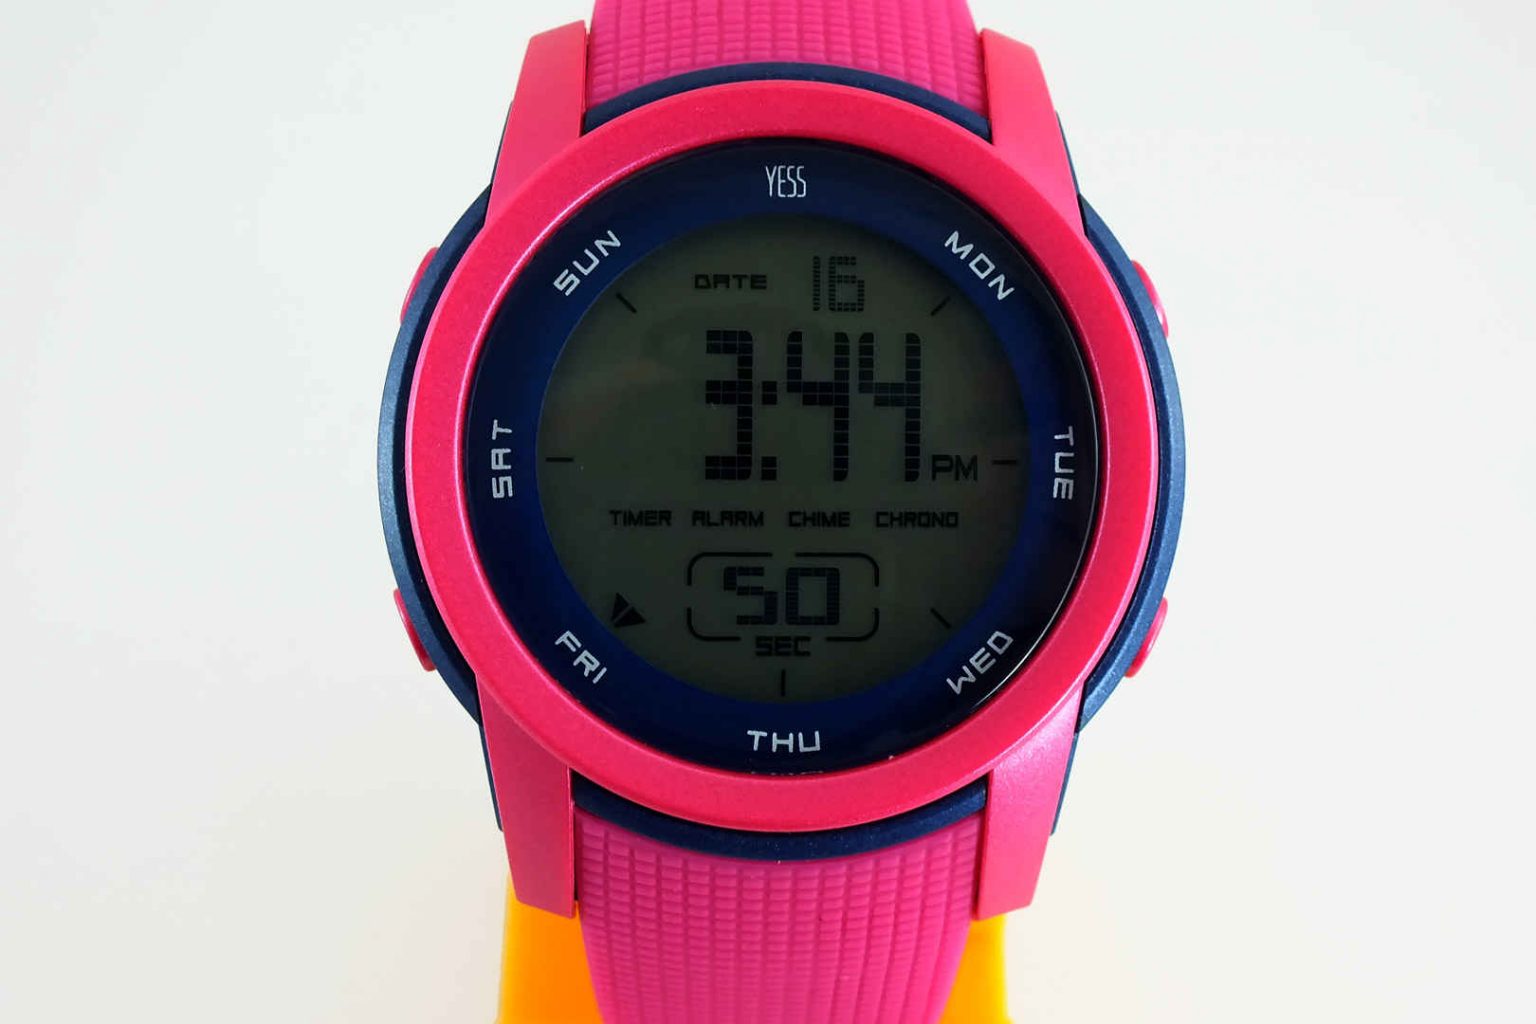 YESS
SUN
MON
DATE 16
3:44 PM
SAT
TUE
TIMER ALARM CHIME CHRONO
50
SEC
FRI
WED
THU